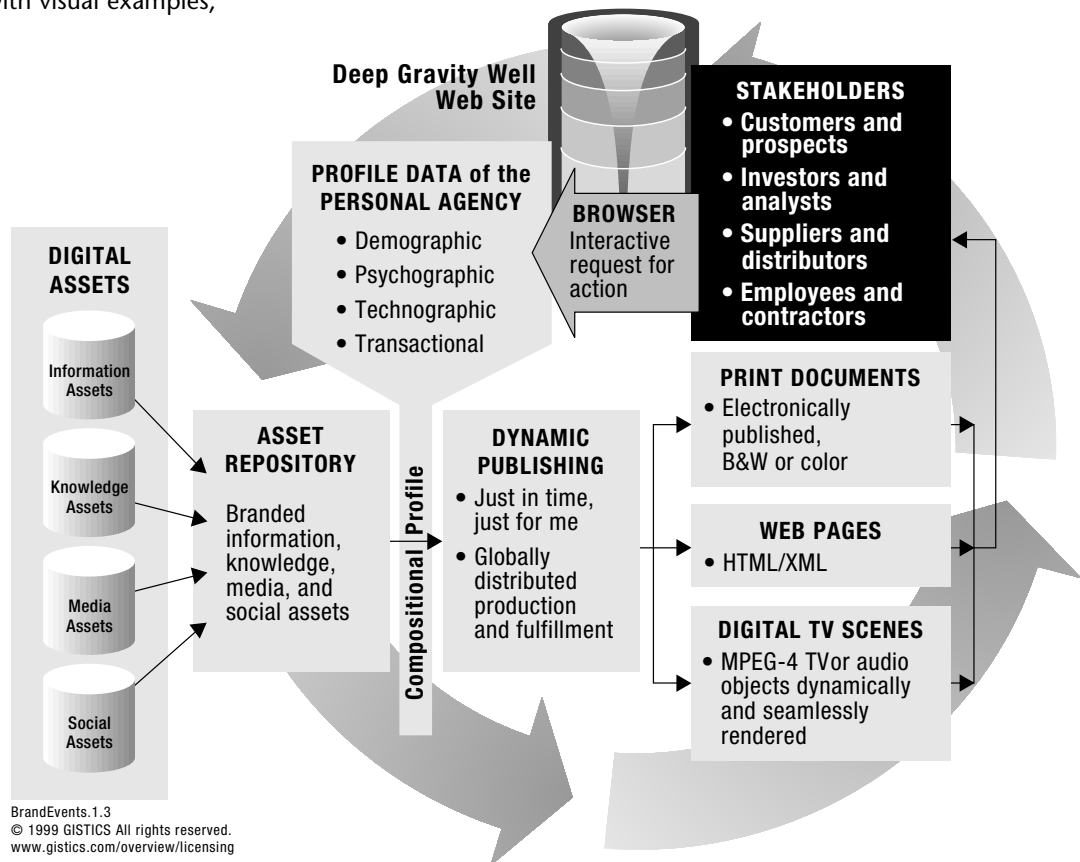 with visual examples,
Deep Gravity Well
Web Site
STAKEHOLDERS
• Customers and
prospects
• Investors and
analysts
• Suppliers and
distributors
• Employees and
contractors
PROFILE DATA of the
PERSONAL AGENCY
• Demographic
• Psychographic
• Technographic
• Transactional
BROWSER
Interactive
request for
action
DIGITAL
ASSETS
Information
Assets
Knowledge
Assets
Media
Assets
Social
Assets
ASSET
REPOSITORY
Branded
information,
knowledge,
media, and
social assets
Compositional Profile
DYNAMIC
PUBLISHING
• Just in time,
just for me
• Globally
distributed
production
and fulfillment
PRINT DOCUMENTS
• Electronically
published,
B&W or color
WEB PAGES
• HTML/XML
DIGITAL TV SCENES
• MPEG-4 TVor audio
objects dynamically
and seamlessly
rendered
BrandEvents.1.3
© 1999 GISTICS All rights reserved.
www.gistics.com/overview/licensing